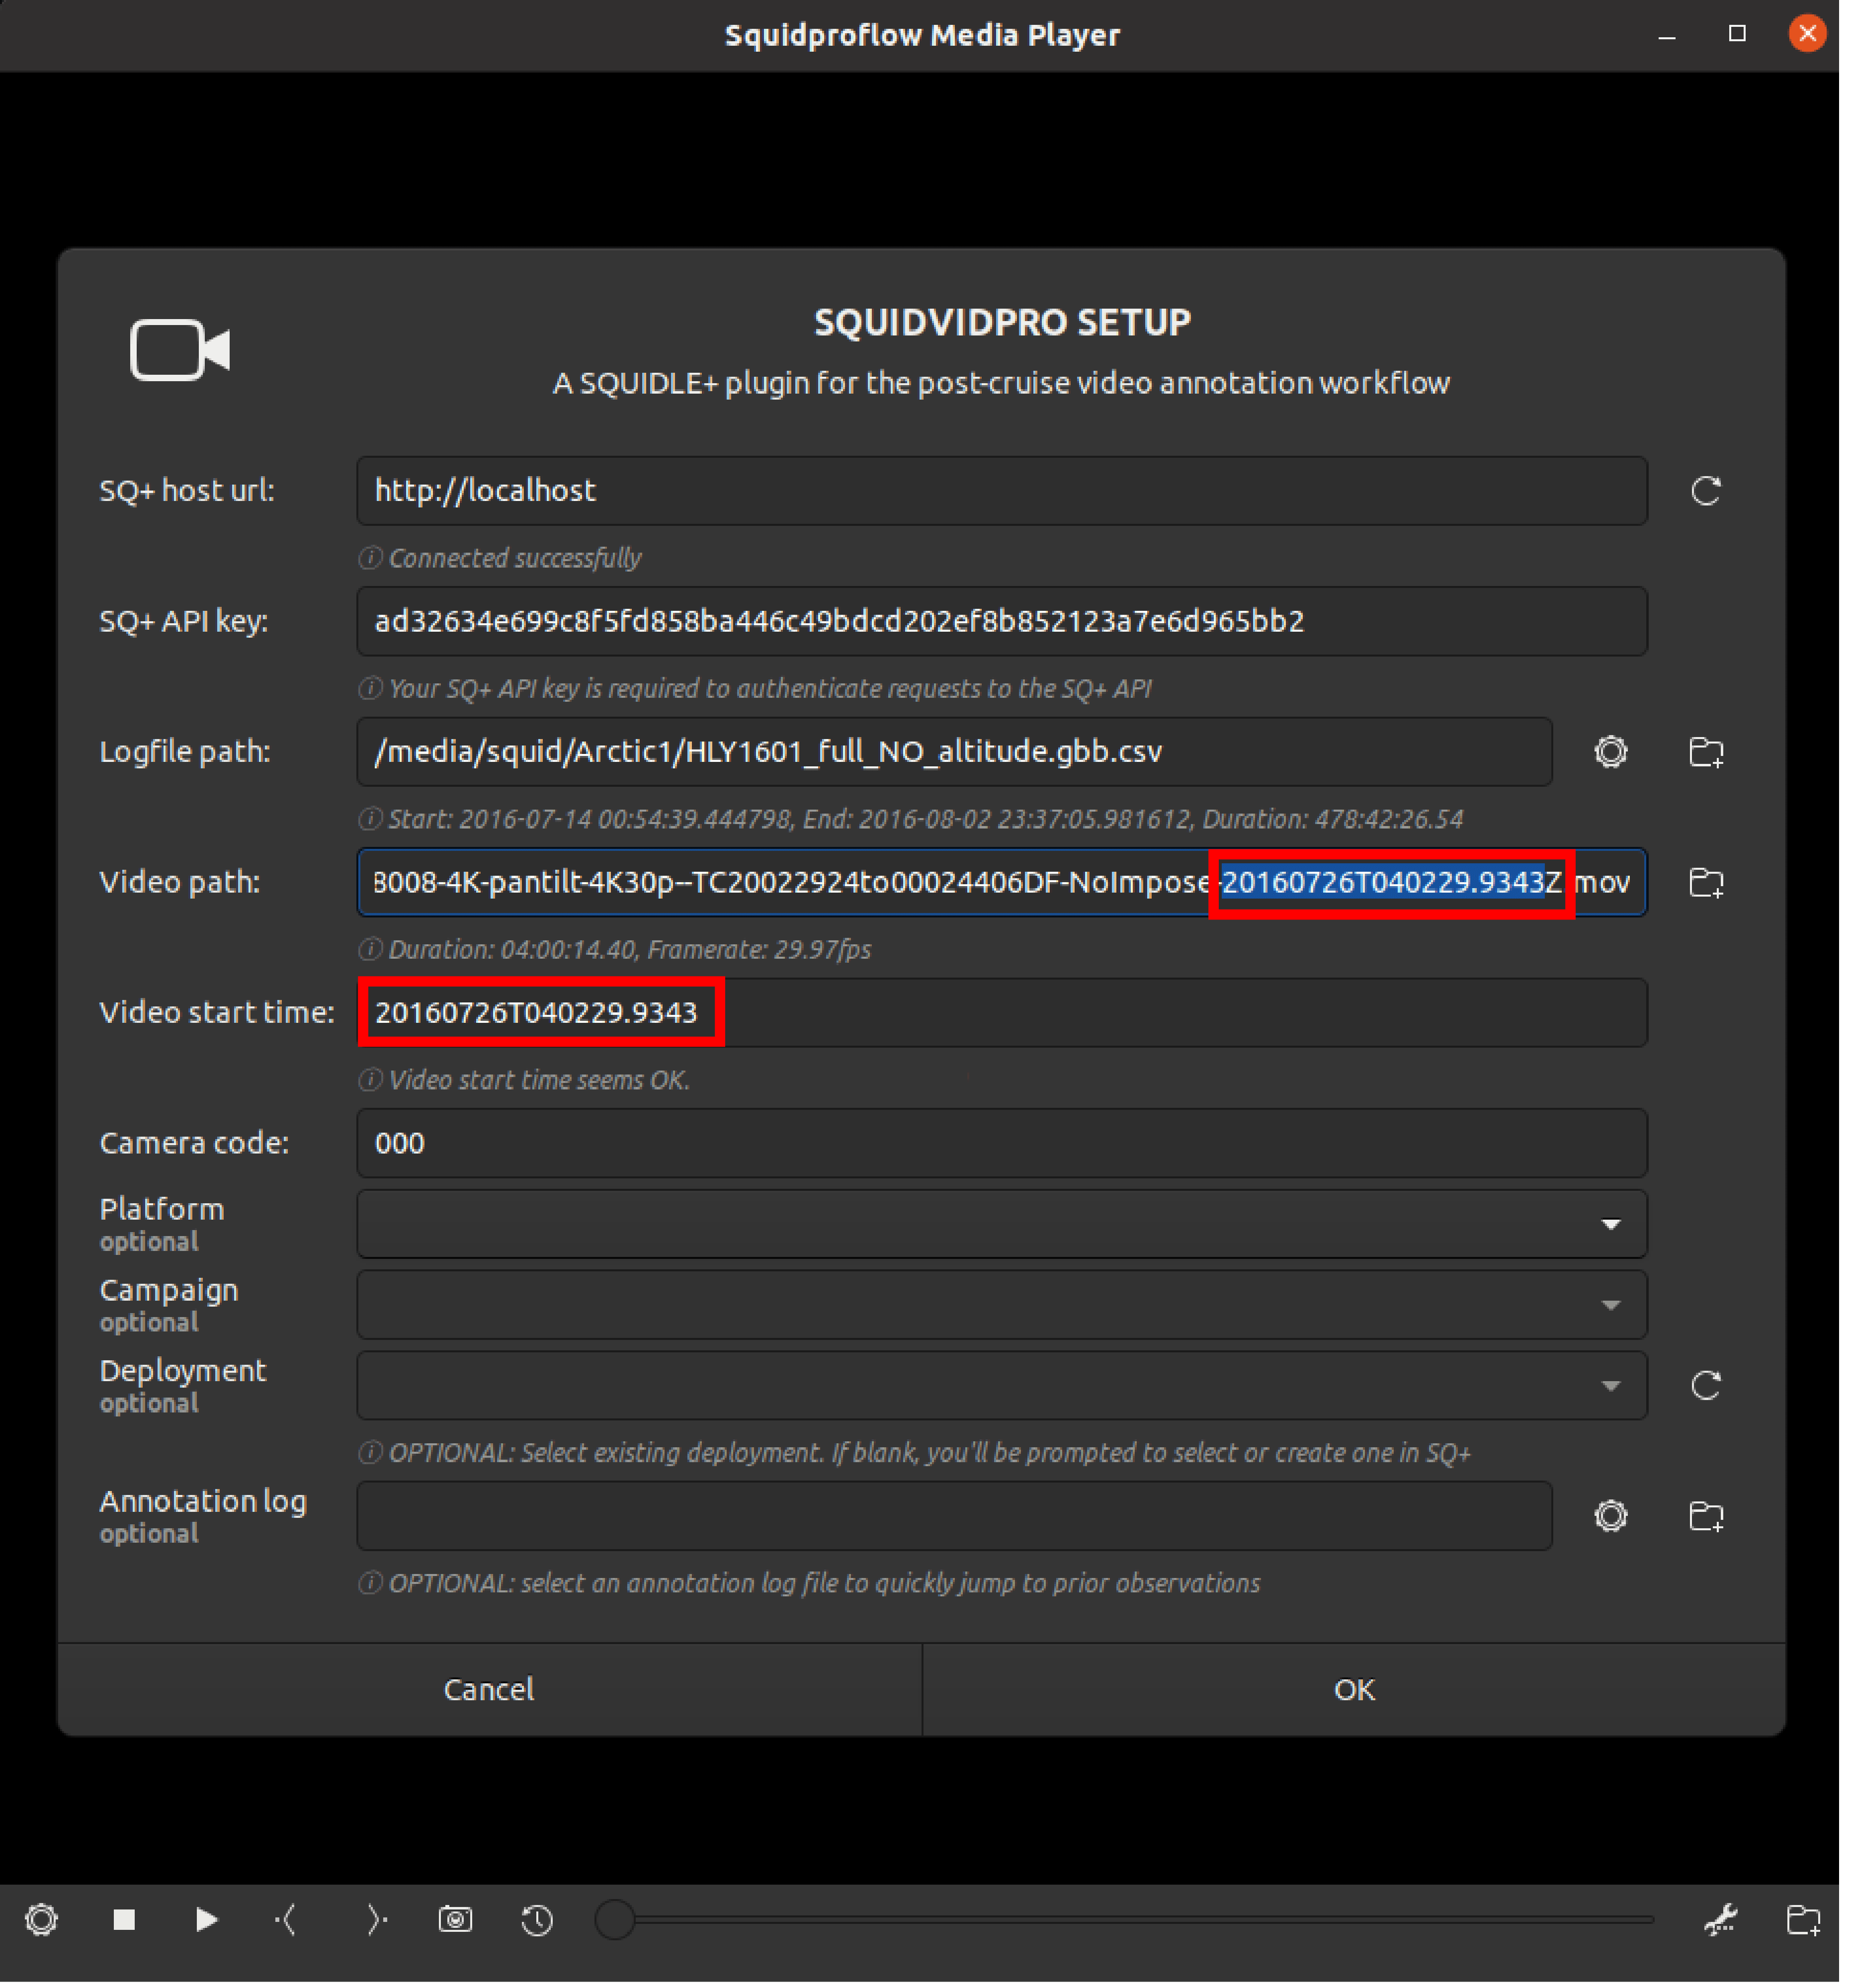 Squidproflow Media Player
SQUIDVIDPRO SETUP
A SQUIDLE+ plugin for the post-cruise video annotation workflow
SQ+ host url: http://localhost
Connected successfully
SQ+ API key: ad32634e699c8f5fd858ba446c49bdcd202ef8b852123a7e6d965bb2
Your SQ+ API key is required to authenticate requests to the SQ+ API
Logfile path: /media/squid/Arctic1/HLY1601_full_NO_altitude.gbb.csv
Start: 2016-07-14 00:54:39.444798, End: 2016-08-02 23:37:05.981612, Duration: 478:42:26.54
Video path: 8008-4K-pantilt-4K30p--TC20022924to00024406DF-NoImpose-20160726T040229.9343Z.mov
Duration: 04:00:14.40, Framerate: 29.97fps
Video start time: 20160726T040229.9343
Video start time seems OK.
Camera code: 000
Platform
optional
Campaign
optional
Deployment
optional
OPTIONAL: Select existing deployment. If blank, you'll be prompted to select or create one in SQ+
Annotation log
optional
OPTIONAL: select an annotation log file to quickly jump to prior observations
Cancel OK